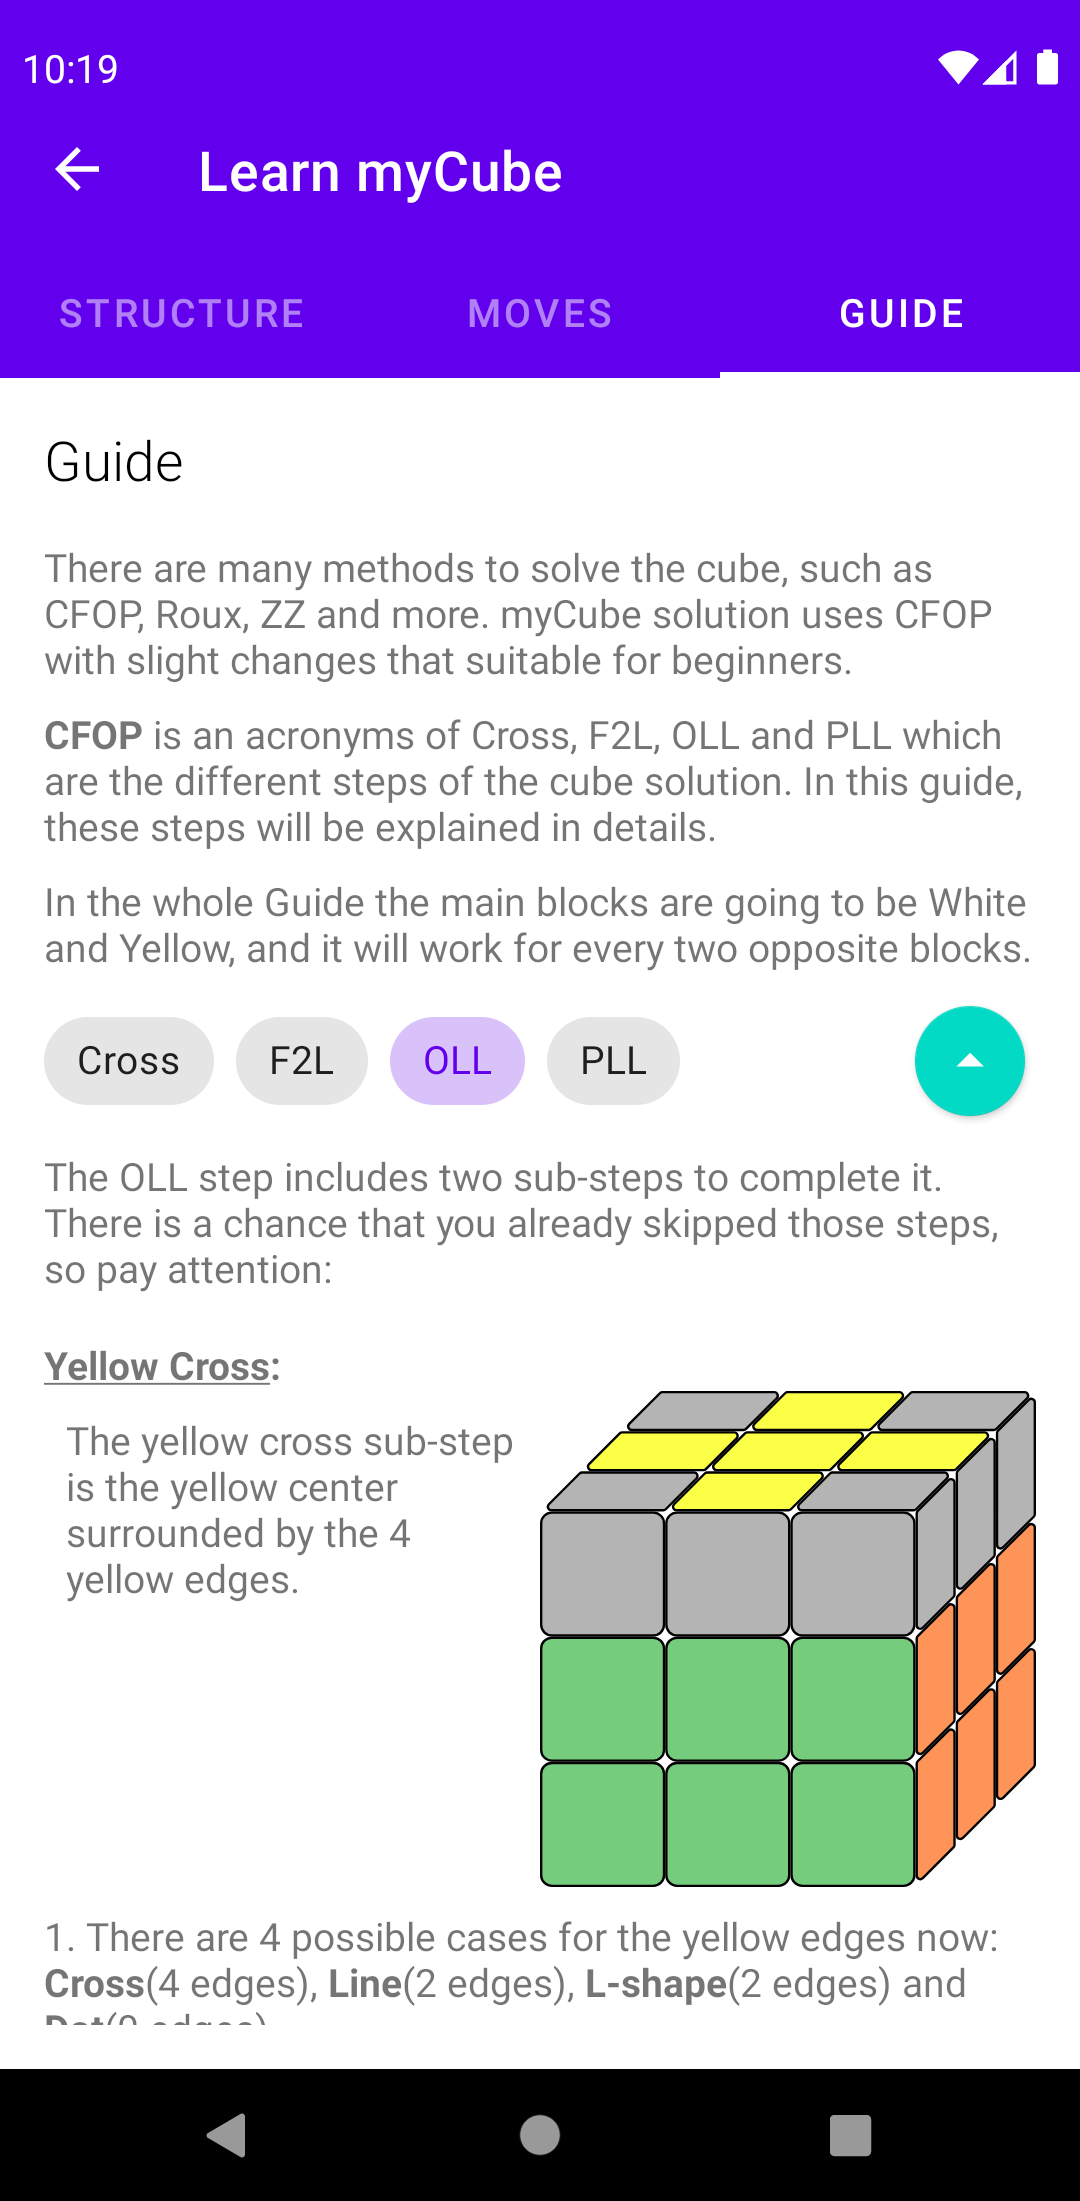 10:19
Learn myCube
STRUCTURE
MOVES
GUIDE
Guide
There are many methods to solve the cube, such as
CFOP, Roux, ZZ and more. myCube solution uses CFOP
with slight changes that suitable for beginners.
CFOP is an acronyms of Cross, F2L, OLL and PLL which
are the different steps of the cube solution. In this guide,
these steps will be explained in details.
In the whole Guide the main blocks are going to be White
and Yellow, and it will work for every two opposite blocks.
Cross
F2L
OLL
PLL
The OLL step includes two sub-steps to complete it.
There is a chance that you already skipped those steps,
so pay attention:
Yellow Cross:
The yellow cross sub-step
is the yellow center
surrounded by the 4
yellow edges.
1. There are 4 possible cases for the yellow edges now:
Cross(4 edges), Line(2 edges), L-shape(2 edges) and